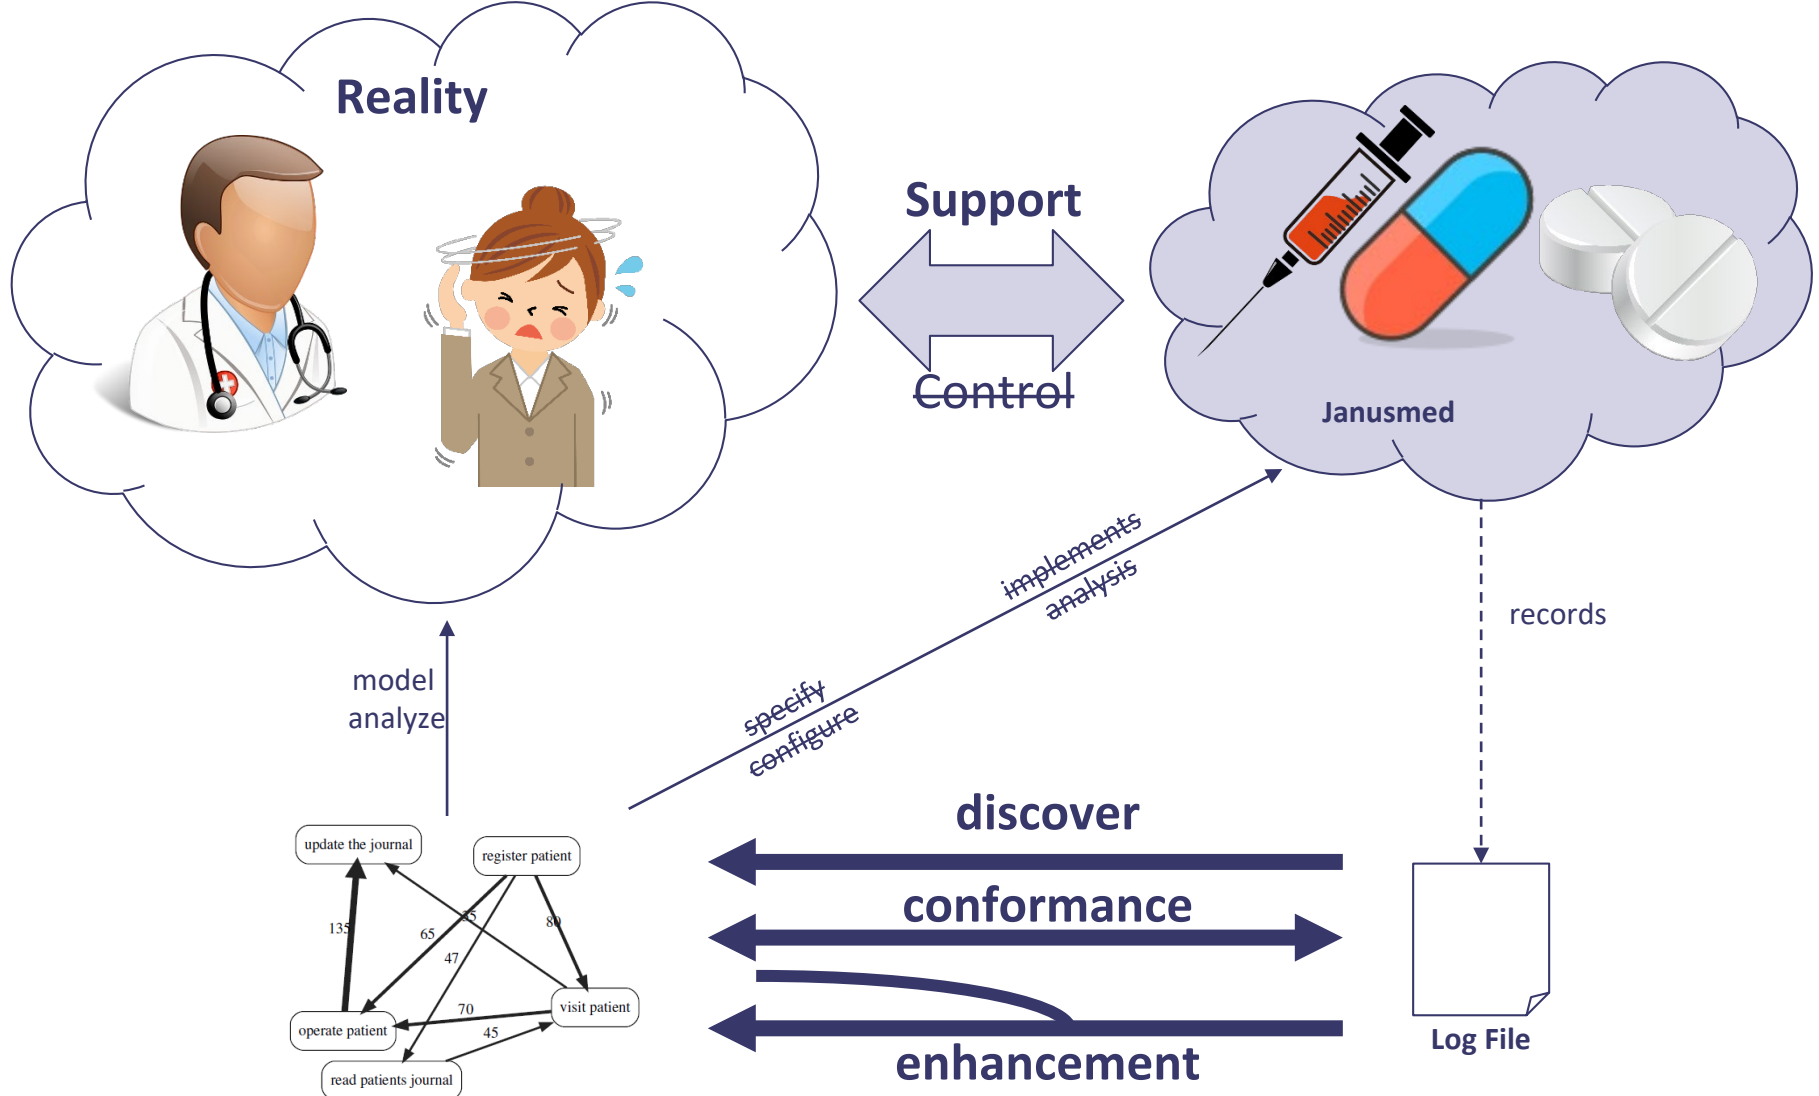 Reality
Support
Control
Janusmed
implements
analysis
records
model
analyze
specify
configure
discover
update the journal
register patient
conformance
135
65
35
80
47
visit patient
70
operate patient
45
Log File
enhancement
read patients journal